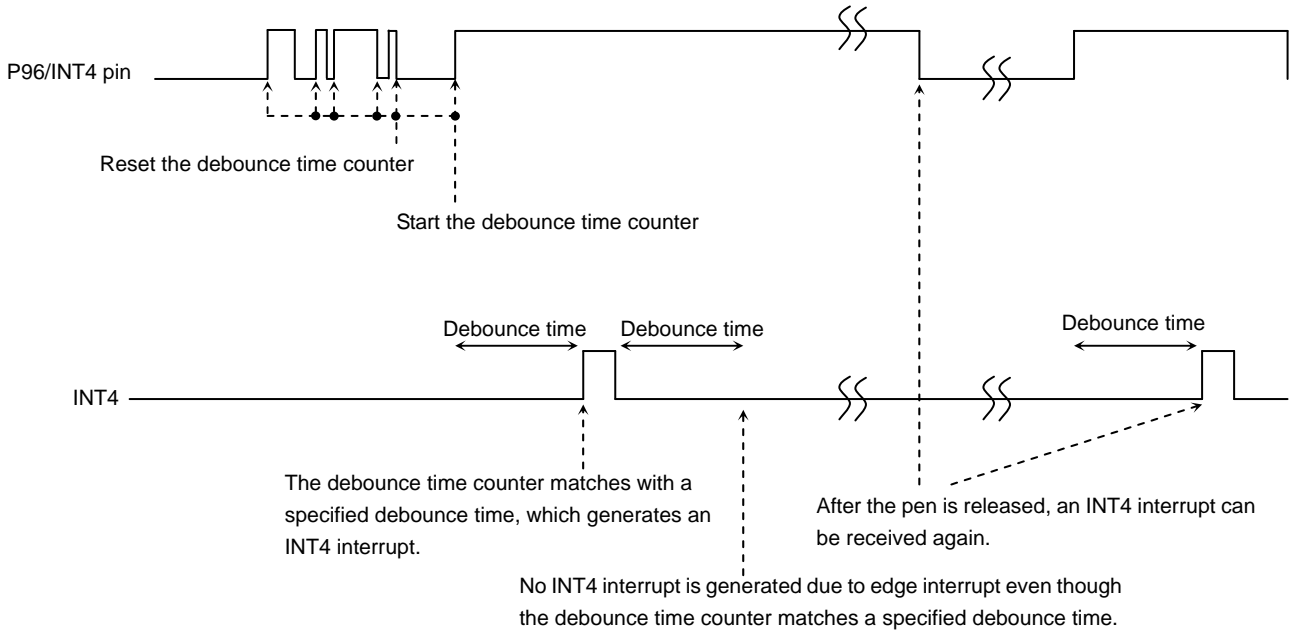 P96/INT4 pin
Reset the debounce time counter
Start the debounce time counter
Debounce time
Debounce time
Debounce time
INT4
The debounce time counter matches with a
specified debounce time, which generates an
INT4 interrupt.
After the pen is released, an INT4 interrupt can
be received again.
No INT4 interrupt is generated due to edge interrupt even though
the debounce time counter matches a specified debounce time.